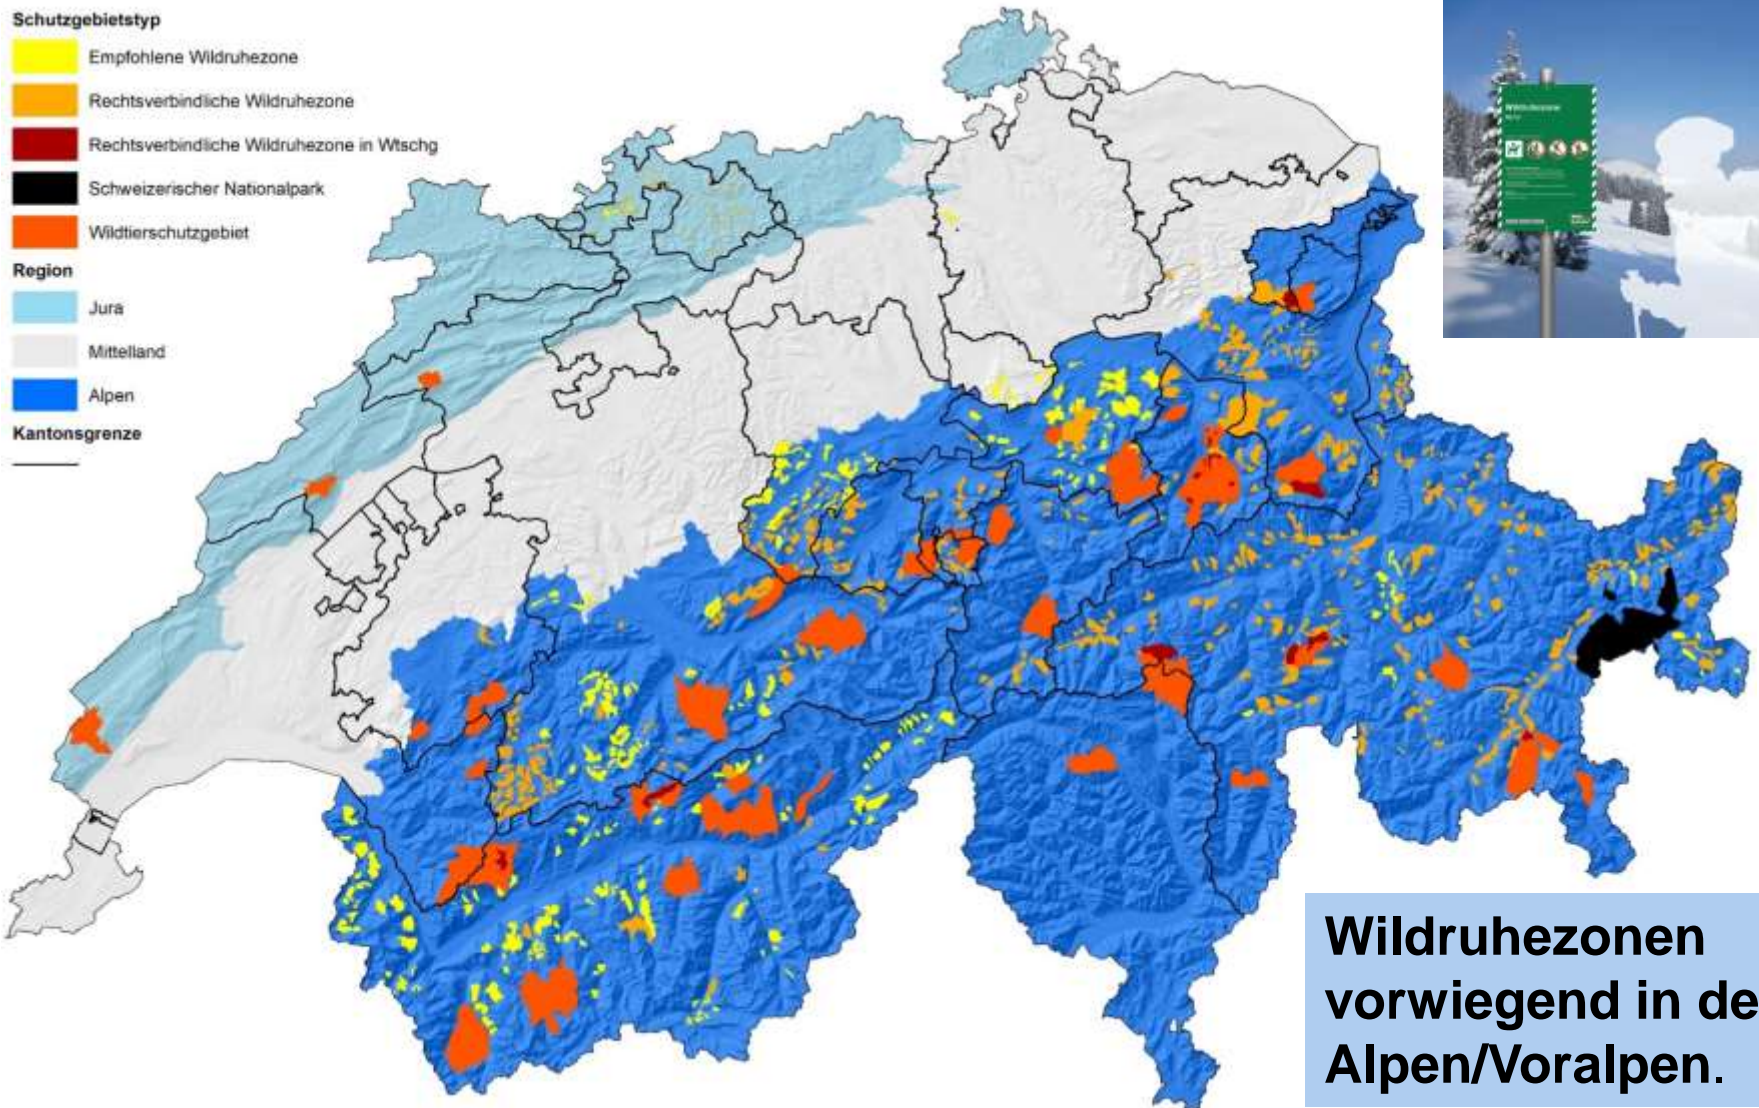 Schutzgebietstyp
Empfohlene Wildruhezone
Rechtsverbindliche Wildruhezone
Rechtsverbindliche Wildruhezone in Wtschg
Schweizerischer Nationalpark
Wildtierschutzgebiet
Region
Jura
Mittelland
Alpen
Kantonsgrenze
Wildruhezone
Wildruhezonen
vorwiegend in de
Alpen/Voralpen.